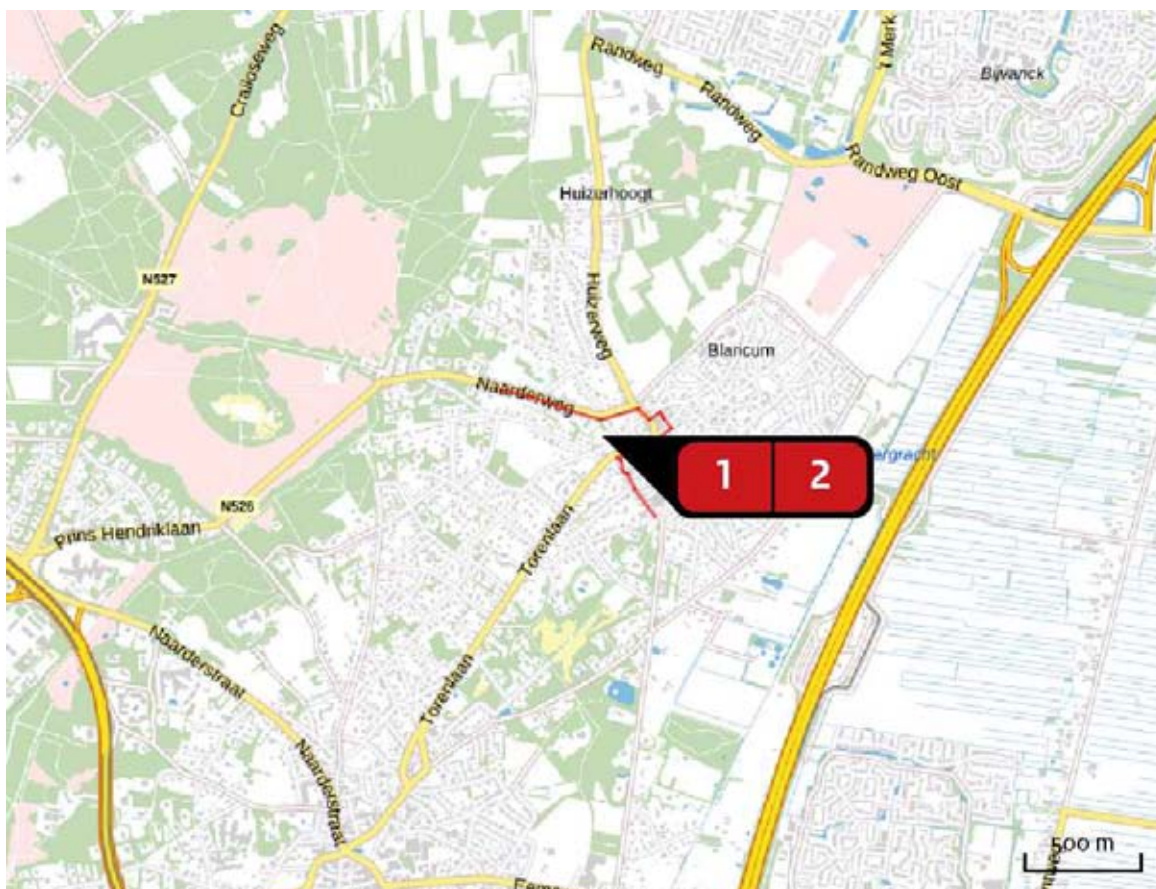 Crailoseweg
Randweg
Randweg
't Merk
Bijvanck
Randweg Oost
Huizerhoogt
N527
Huizerweg
Blaricum
Naarderweg
1 2
ergracht
N526
Prins Hendriklaan
Torenlaan
Naarderstraat
Torenlaan
Naarderstraat
500 m